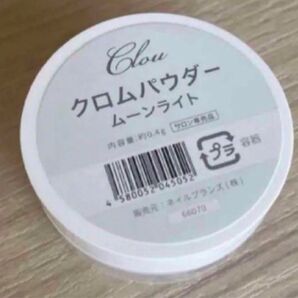 Clou
クロムパウダー
ムーンライト
内容量:約0.4g サロン専売品
プラ 容器
4 580052 045052
販売元:ネイルプランズ(株)
66070